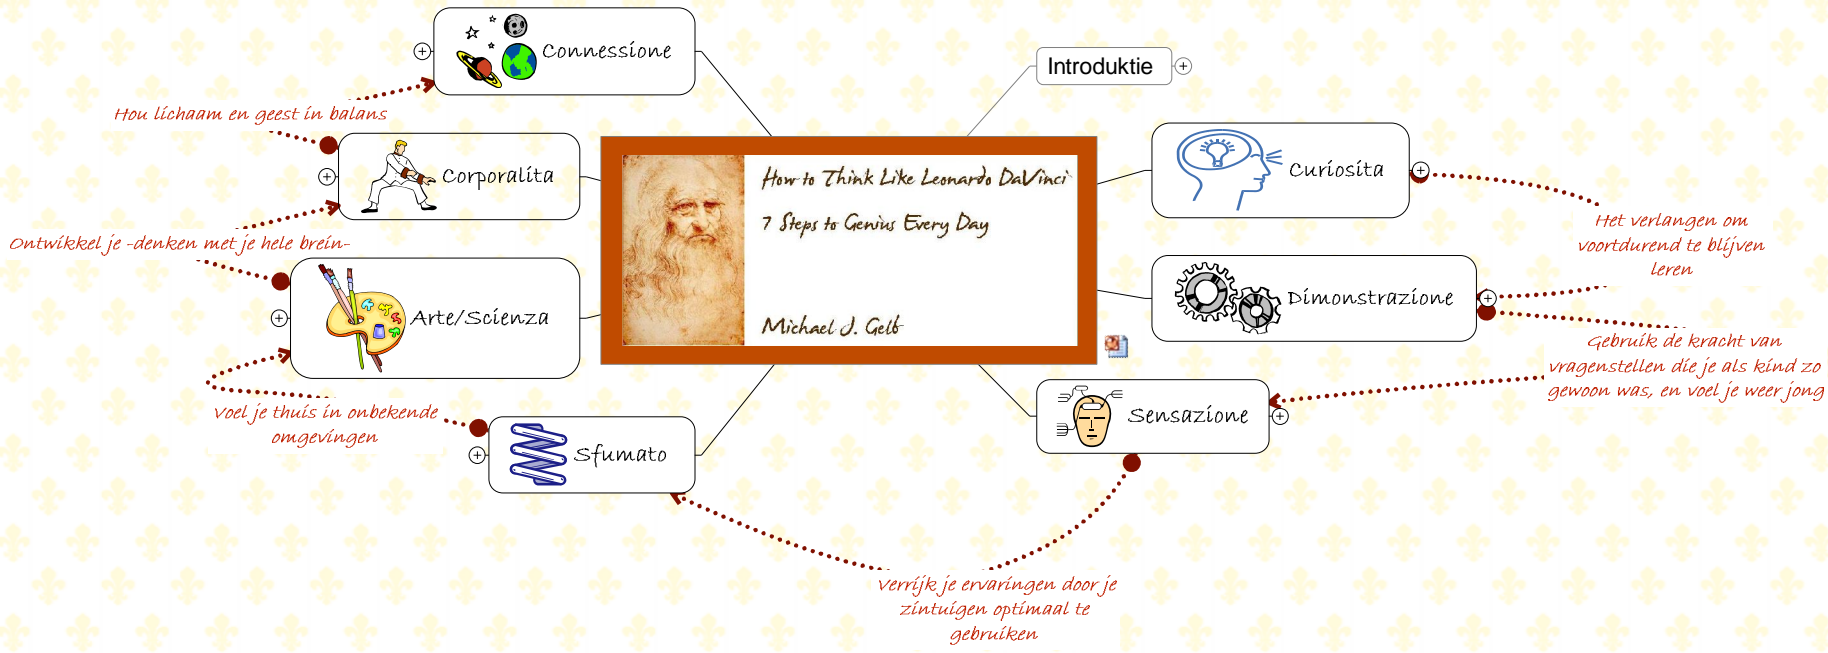 How to Think Like Leonardo DaVinci
7 Steps to Genius Every Day
Michael J. Gelb
Introduktie
Curiosita
Het verlangen om
voortdurend te blijven
leren
Dimonstrazione
Gebruik de kracht van
vragenstellen die je als kind zo
gewoon was, en voel je weer jong
Sensazione
Verrijk je ervaringen door je
zintuigen optimaal te
gebruiken
Sfumato
Voel je thuis in onbekende
omgevingen
Arte/Scienza
Ontwikkel je -denken met je hele brein-
Corporalita
Hou lichaam en geest in balans
Connessione